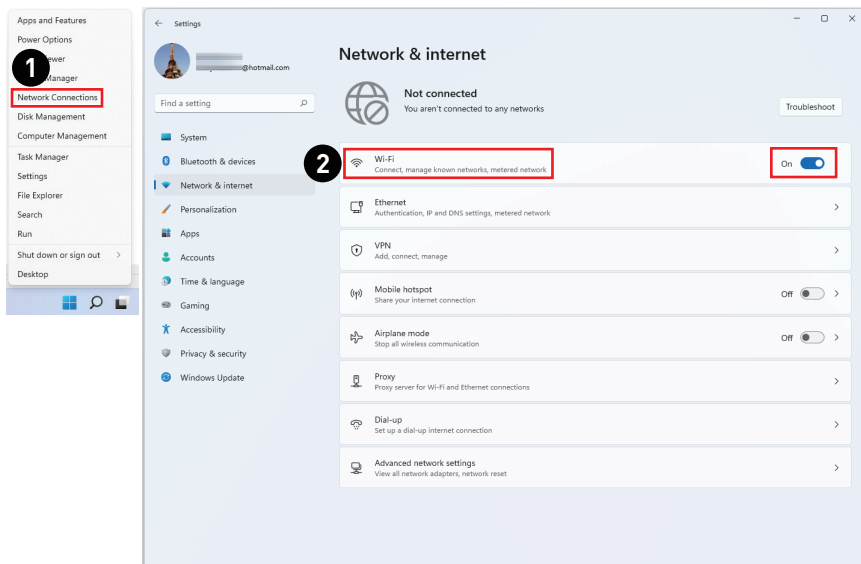 Apps and Features
Power Options
ewer
Manager
Network Connections
Disk Management
Computer Management
Task Manager
Settings
File Explorer
Search
Run
Shut down or sign out
Desktop
1
Settings
@hotmail.com
Find a setting
System
Bluetooth & devices
Network & internet
Personalization
Apps
Accounts
Time & language
Gaming
Accessibility
Privacy & security
Windows Update
Network & internet
Not connected
You aren't connected to any networks
Troubleshoot
2
Wi-Fi
Connect, manage known networks, metered network
On
Ethernet
Authentication, IP and DNS settings, metered network
VPN
Add, connect, manage
Mobile hotspot
Share your internet connection
Off
Airplane mode
Stop all wireless communication
Off
Proxy
Proxy server for Wi-Fi and Ethernet connections
Dial-up
Set up a dial-up internet connection
Advanced network settings
View all network adapters, network reset